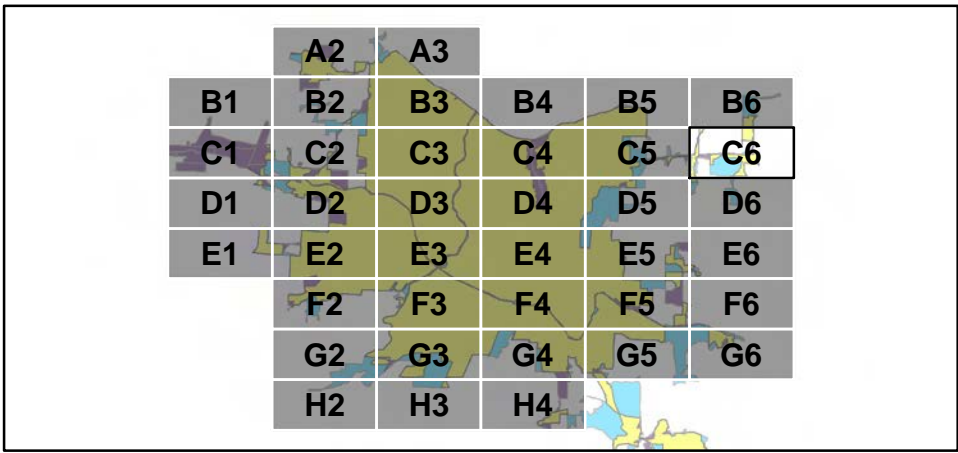 A2 A3
B1 B2 B3 B4 B5 B6
C1 C2 C3 C4 C5 C6
D1 D2 D3 D4 D5 D6
E1 E2 E3 E4 E5 E6
F2 F3 F4 F5 F6
G2 G3 G4 G5 G6
H2 H3 H4